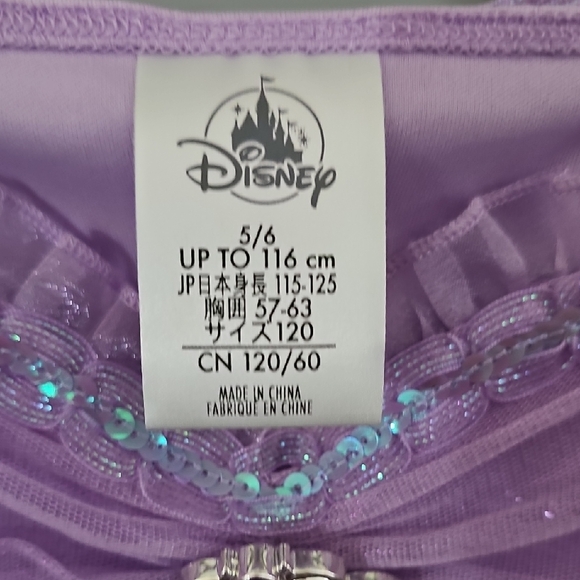 Disney
5/6
UP TO 116 cm
JP日本身長 115-125
胸囲 57-63
サイズ120
CN 120/60
MADE IN CHINA
FABRIQUÉ EN CHINE